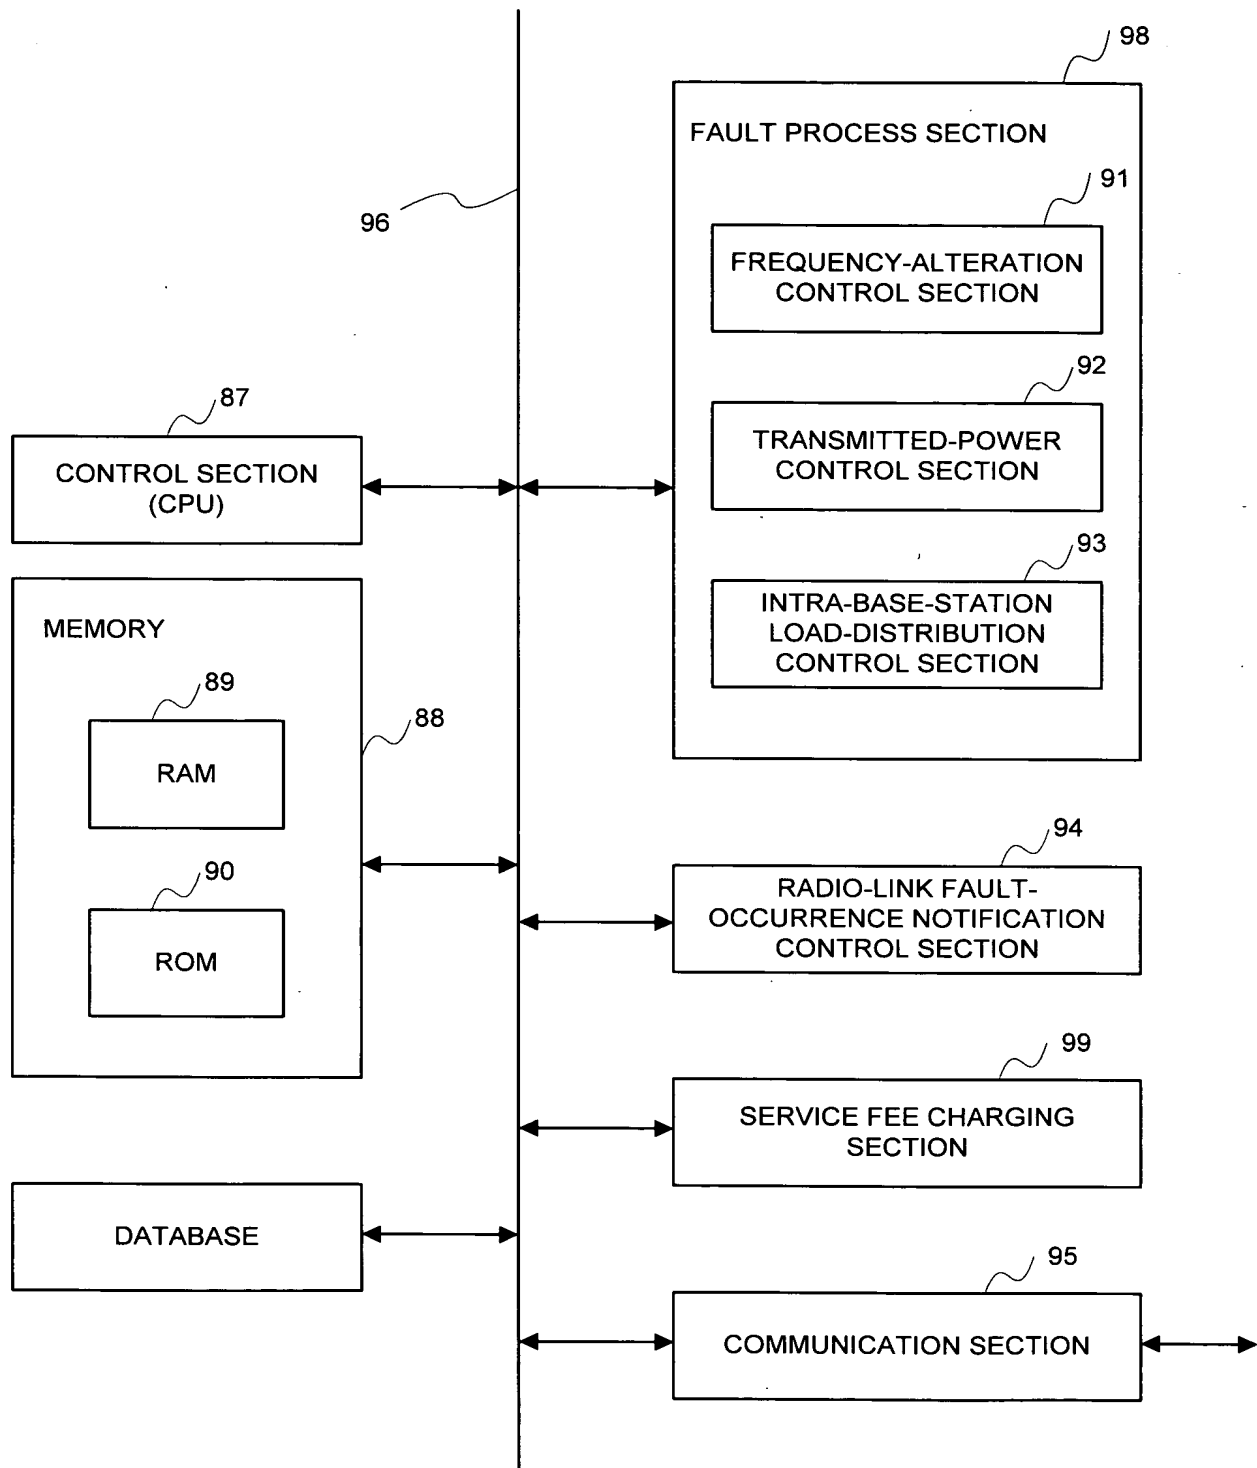 98
FAULT PROCESS SECTION
91
FREQUENCY-ALTERATION
CONTROL SECTION
96
92
TRANSMITTED-POWER
CONTROL SECTION
87
CONTROL SECTION
(CPU)
93
INTRA-BASE-STATION
LOAD-DISTRIBUTION
CONTROL SECTION
MEMORY
89
RAM
88
90
ROM
94
RADIO-LINK FAULT-
OCCURRENCE NOTIFICATION
CONTROL SECTION
99
SERVICE FEE CHARGING
SECTION
DATABASE
95
COMMUNICATION SECTION